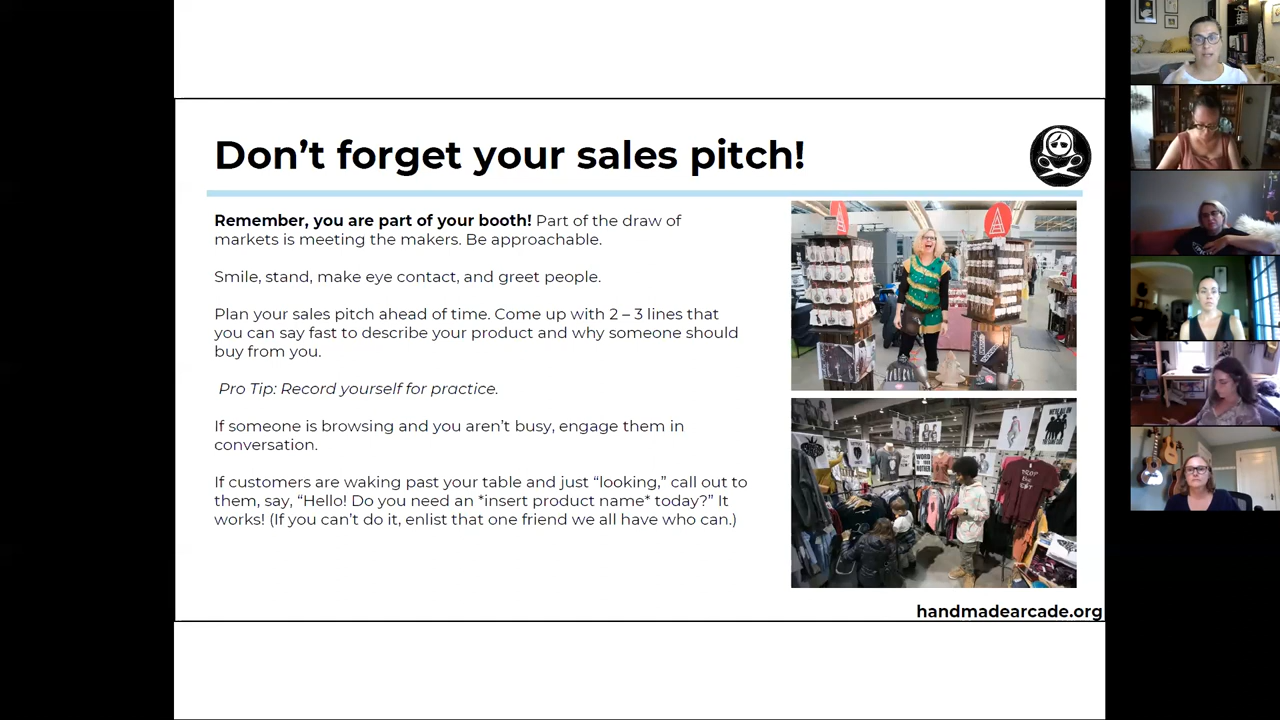 Don’t forget your sales pitch!
Remember, you are part of your booth! Part of the draw of
markets is meeting the makers. Be approachable.
Smile, stand, make eye contact, and greet people.
Plan your sales pitch ahead of time. Come up with 2 – 3 lines that
you can say fast to describe your product and why someone should
buy from you.
Pro Tip: Record yourself for practice.
If someone is browsing and you aren’t busy, engage them in
conversation.
If customers are waking past your table and just “looking,” call out to
them, say, “Hello! Do you need an *insert product name* today?” It
works! (If you can’t do it, enlist that one friend we all have who can.)
WORD
MOTHER
DROP
handmadearcade.org